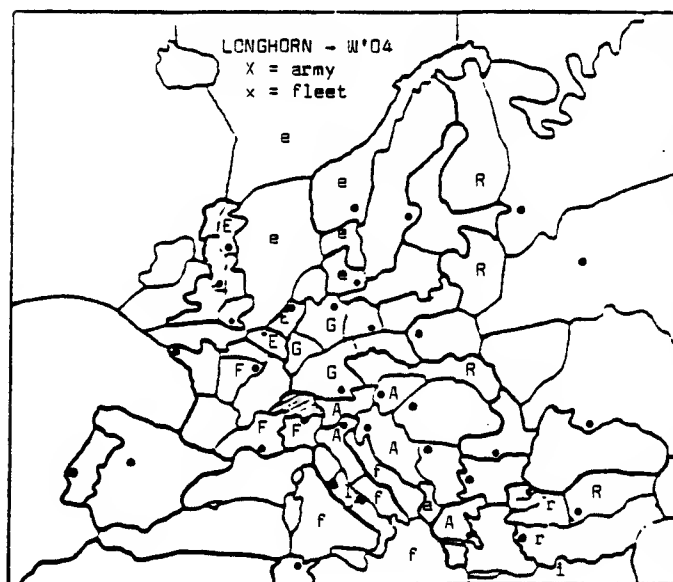 LONGHORN - W'04
X = army
x = fleet
e
e R
E
e e
R
e
E G
E G
F G R
A A
F F A
A
f
f r R
a
f A
r
f
i